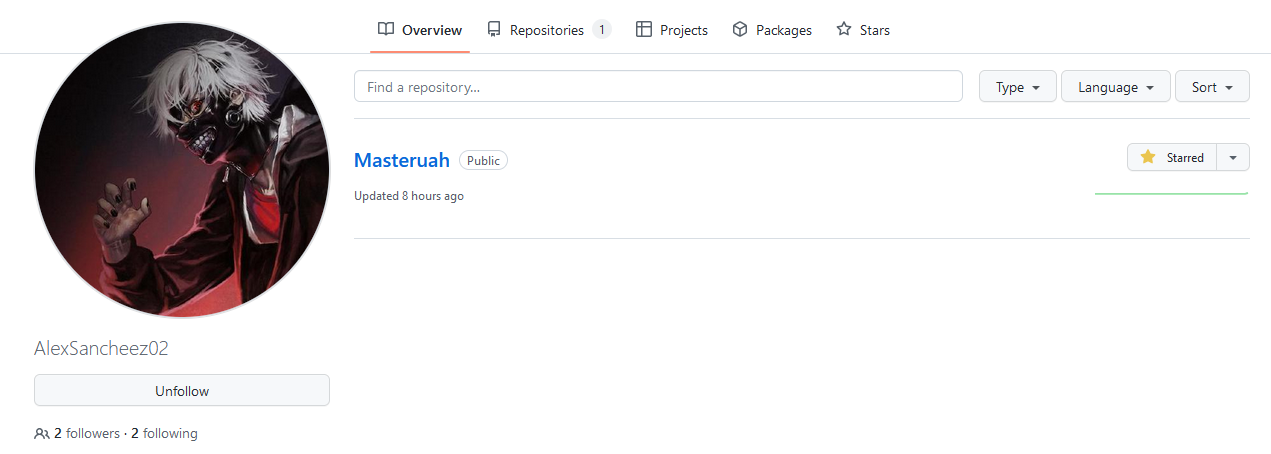 Overview Repositories 1 Projects Packages Stars
Find a repository... Type Language Sort
Masteruah Public Starred
Updated 8 hours ago
AlexSancheez02
Unfollow
2 followers · 2 following